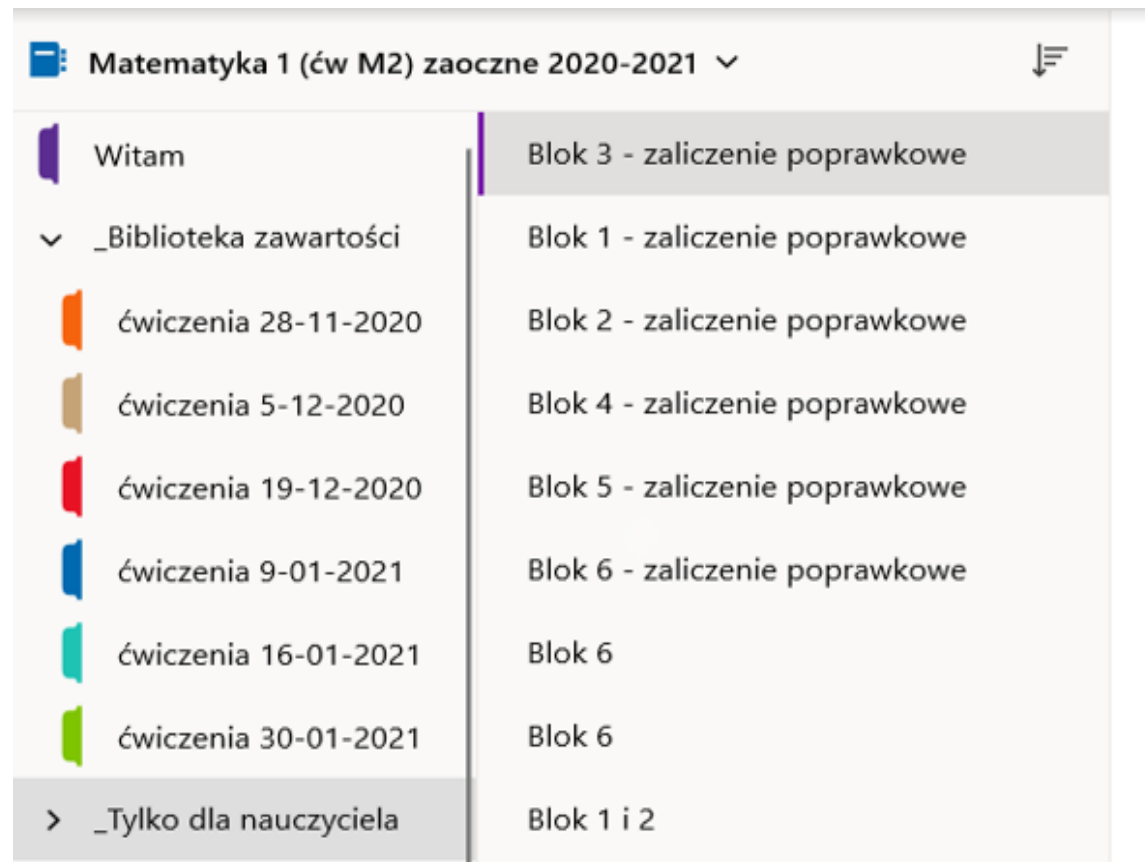 Matematyka 1 (ćw M2) zaoczne 2020-2021
Witam
_Biblioteka zawartości
ćwiczenia 28-11-2020
ćwiczenia 5-12-2020
ćwiczenia 19-12-2020
ćwiczenia 9-01-2021
ćwiczenia 16-01-2021
ćwiczenia 30-01-2021
_Tylko dla nauczyciela
Blok 3 - zaliczenie poprawkowe
Blok 1 - zaliczenie poprawkowe
Blok 2 - zaliczenie poprawkowe
Blok 4 - zaliczenie poprawkowe
Blok 5 - zaliczenie poprawkowe
Blok 6 - zaliczenie poprawkowe
Blok 6
Blok 6
Blok 1 i 2